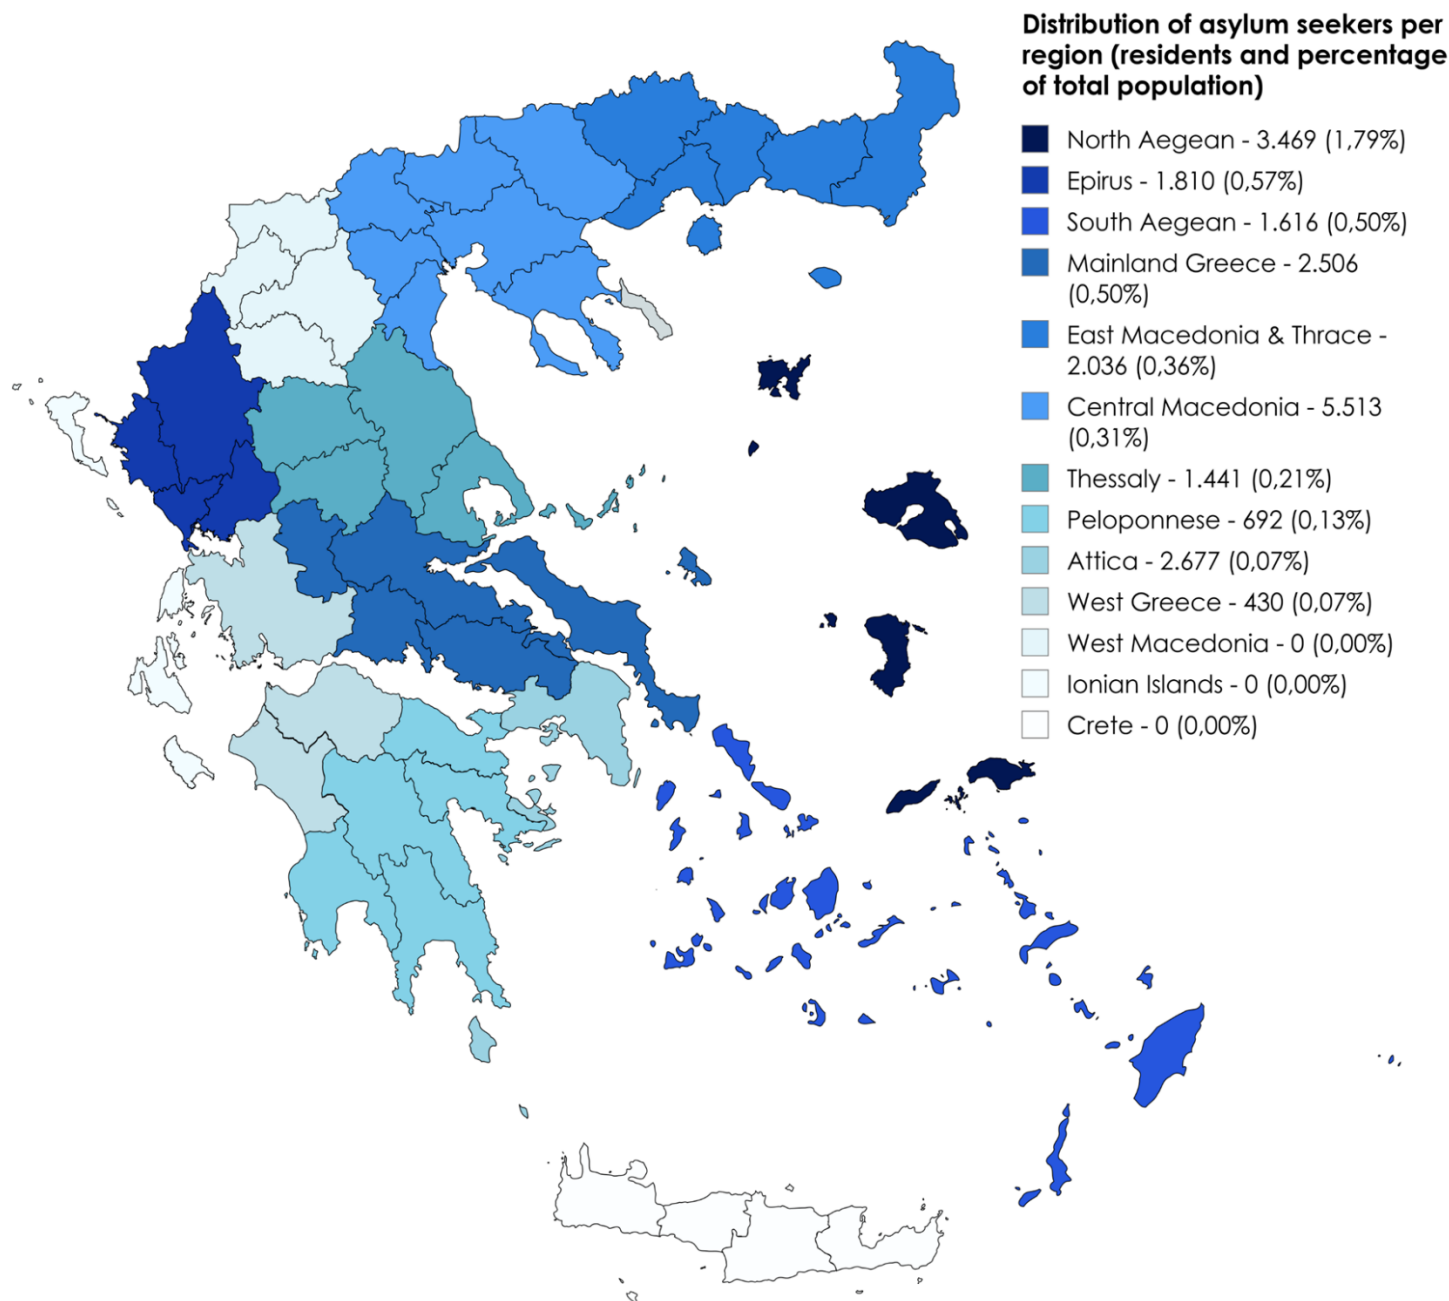 Distribution of asylum seekers per
region (residents and percentage
of total population)
North Aegean - 3.469 (1,79%)
Epirus - 1.810 (0,57%)
South Aegean - 1.616 (0,50%)
Mainland Greece - 2.506
(0,50%)
East Macedonia & Thrace -
2.036 (0,36%)
Central Macedonia - 5.513
(0,31%)
Thessaly - 1.441 (0,21%)
Peloponnese - 692 (0,13%)
Attica - 2.677 (0,07%)
West Greece - 430 (0,07%)
West Macedonia - 0 (0,00%)
Ionian Islands - 0 (0,00%)
Crete - 0 (0,00%)